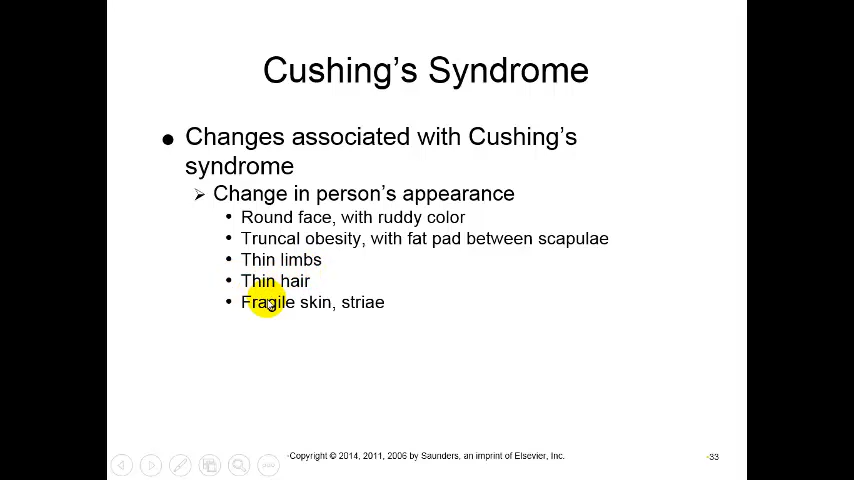 Cushing's Syndrome
● Changes associated with Cushing's
syndrome
➢ Change in person's appearance
• Round face, with ruddy color
• Truncal obesity, with fat pad between scapulae
• Thin limbs
• Thin hair
• Fragile skin, striae
•Copyright © 2014, 2011, 2006 by Saunders, an imprint of Elsevier, Inc.
•33